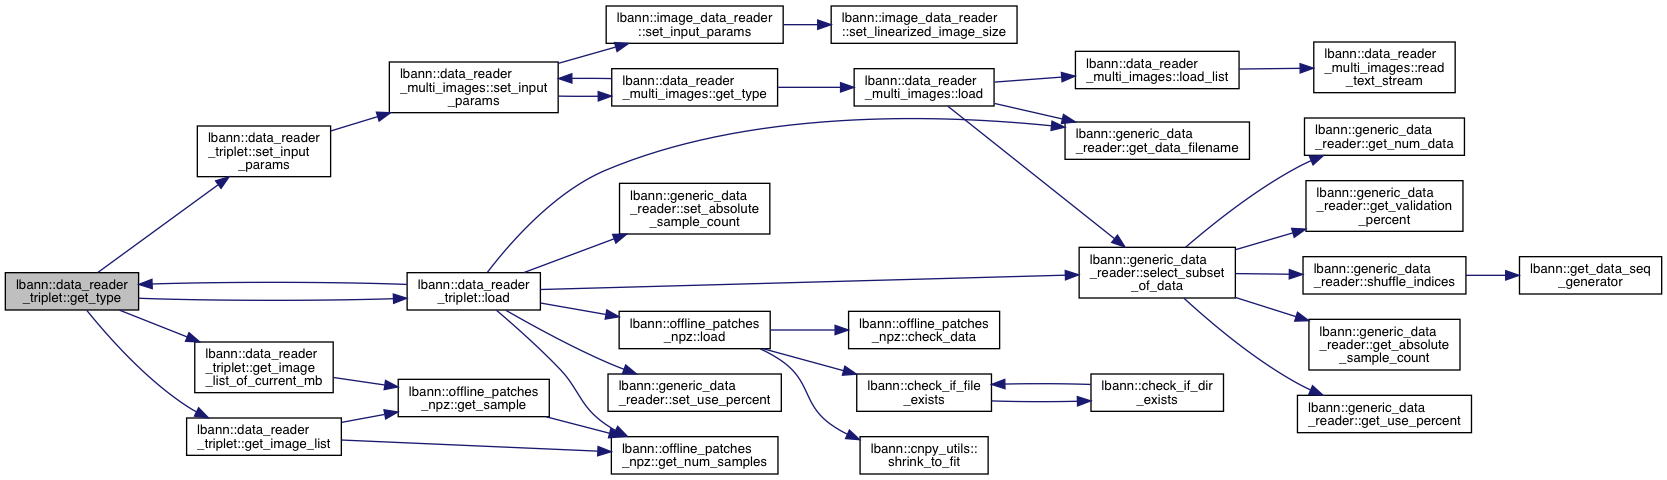 lbann::image_data_reader
::set_input_params
lbann::image_data_reader
::set_linearized_image_size
lbann::data_reader
_multi_images::set_input
_params
lbann::data_reader
_multi_images::get_type
lbann::data_reader
_multi_images::load
lbann::data_reader
_multi_images::load_list
lbann::data_reader
_multi_images::read
_text_stream
lbann::data_reader
_triplet::set_input
_params
lbann::generic_data
_reader::get_data_filename
lbann::generic_data
_reader::get_num_data
lbann::generic_data
_reader::set_absolute
_sample_count
lbann::generic_data
_reader::get_validation
_percent
lbann::data_reader
_triplet::get_type
lbann::data_reader
_triplet::load
lbann::generic_data
_reader::select_subset
_of_data
lbann::generic_data
_reader::shuffle_indices
lbann::get_data_seq
_generator
lbann::data_reader
_triplet::get_image
_list_of_current_mb
lbann::offline_patches
_npz::load
lbann::offline_patches
_npz::check_data
lbann::generic_data
_reader::get_absolute
_sample_count
lbann::offline_patches
_npz::get_sample
lbann::generic_data
_reader::set_use_percent
lbann::check_if_file
_exists
lbann::check_if_dir
_exists
lbann::generic_data
_reader::get_use_percent
lbann::data_reader
_triplet::get_image_list
lbann::offline_patches
_npz::get_num_samples
lbann::cnpy_utils::
shrink_to_fit